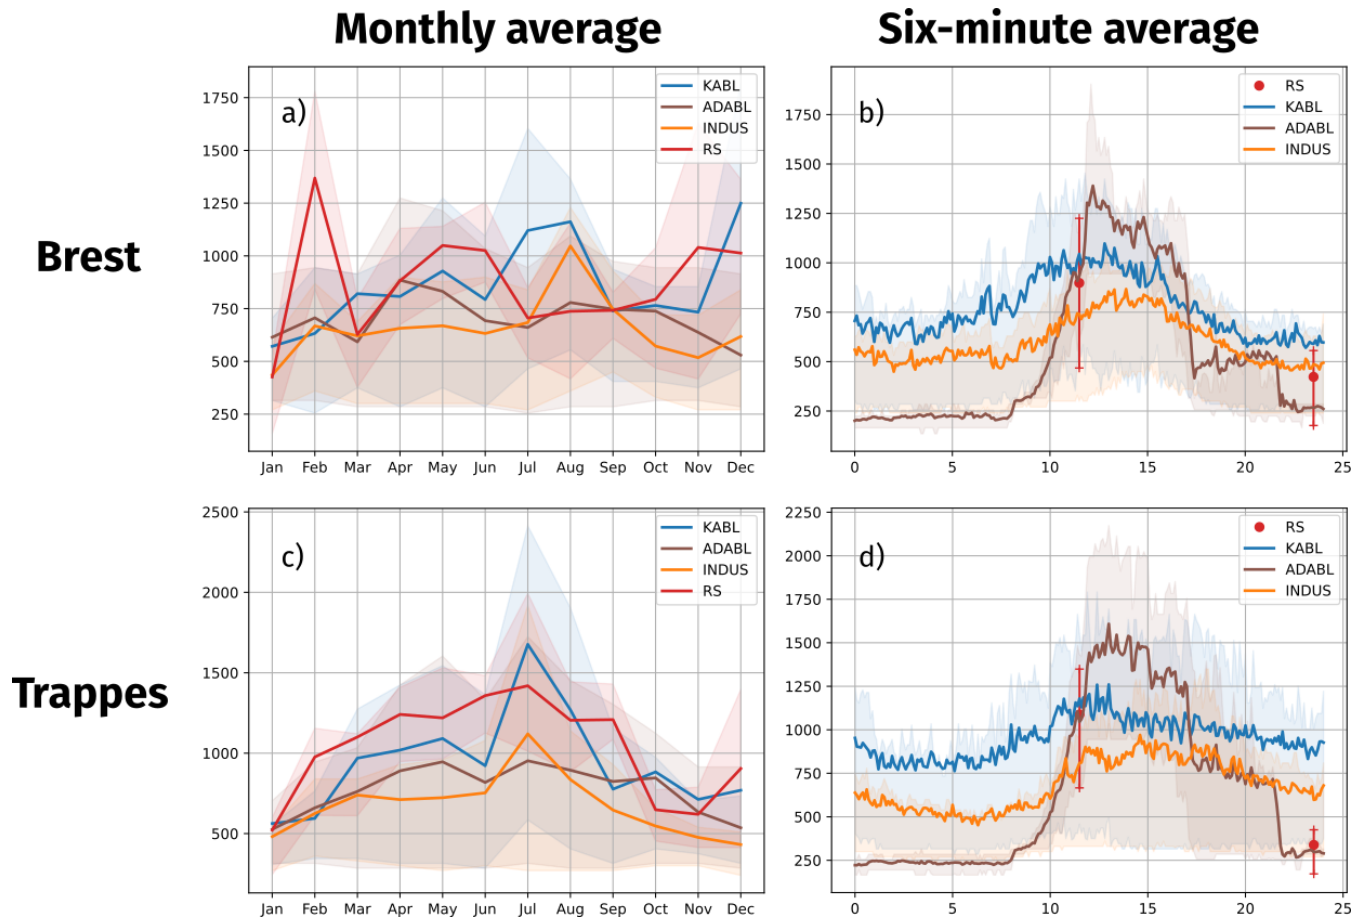 Monthly average
Six-minute average
Brest
a)
KABL
ADABL
INDUS
RS
1750
1500
1250
1000
750
500
250
Jan Feb Mar Apr May Jun Jul Aug Sep Oct Nov Dec
b)
RS
KABL
ADABL
INDUS
1750
1500
1250
1000
750
500
250
0 5 10 15 20 25
Trappes
c)
KABL
ADABL
INDUS
RS
2500
2000
1500
1000
500
Jan Feb Mar Apr May Jun Jul Aug Sep Oct Nov Dec
d)
RS
KABL
ADABL
INDUS
2250
2000
1750
1500
1250
1000
750
500
250
0 5 10 15 20 25